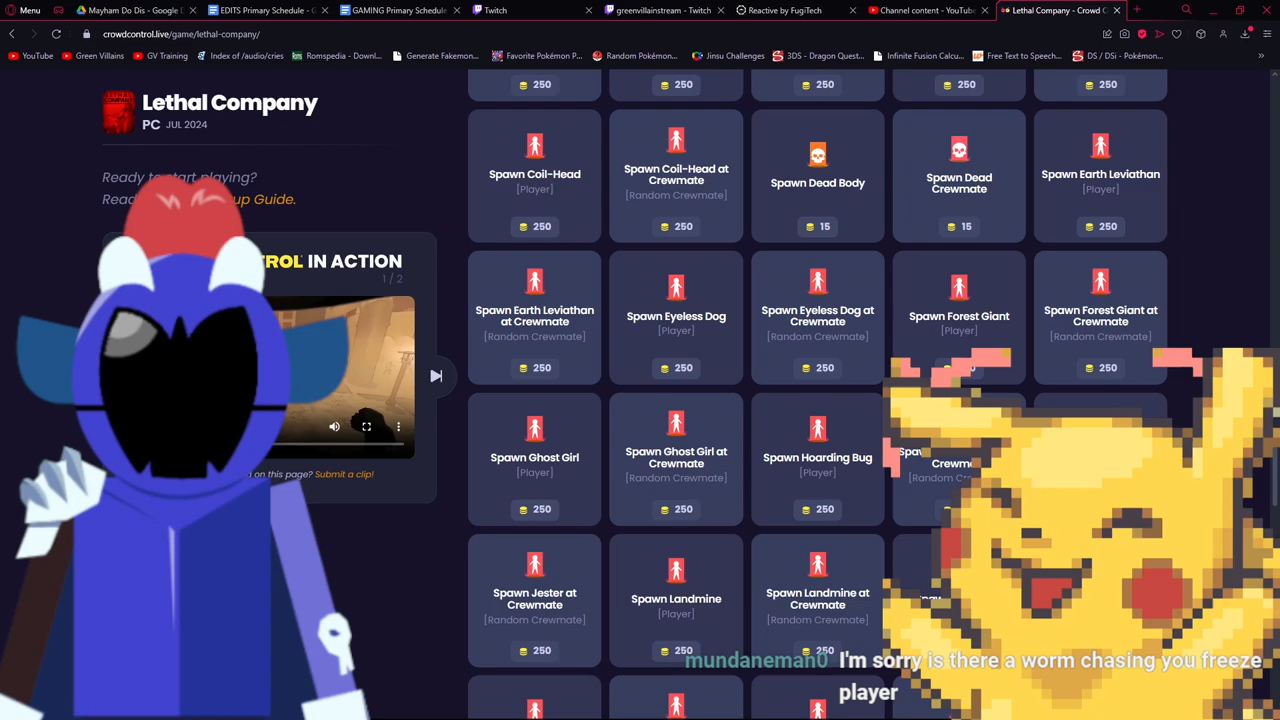 Menu
Mayham Do Dis - Google D
EDITS Primary Schedule - G
GAMING Primary Schedule
Twitch
greenvillainstream - Twitch
Reactive by FugiTech
Channel content - YouTube
Lethal Company - Crowd C
crowdcontrol.live/game/lethal-company/
YouTube
Green Villains
GV Training
Index of /audio/cries
Romspedia - Downl...
Generate Fakemon...
Favorite Pokémon P...
Random Pokémon...
Jinsu Challenges
3DS - Dragon Quest...
Infinite Fusion Calcu...
Free Text to Speech...
DS / DSi - Pokémon...
Lethal Company
PC JUL 2024
Ready to start playing?
up Guide.
TROL IN ACTION
1 / 2
on this page? Submit a clip!
250
250
250
250
250
Spawn Coil-Head
[Player]
250
Spawn Coil-Head at
Crewmate
[Random Crewmate]
250
Spawn Dead Body
15
Spawn Dead
Crewmate
15
Spawn Earth Leviathan
[Player]
250
Spawn Earth Leviathan
at Crewmate
[Random Crewmate]
250
Spawn Eyeless Dog
[Player]
250
Spawn Eyeless Dog at
Crewmate
[Random Crewmate]
250
Spawn Forest Giant
[Player]
Spawn Forest Giant at
Crewmate
[Random Crewmate]
250
Spawn Ghost Girl
[Player]
250
Spawn Ghost Girl at
Crewmate
[Random Crewmate]
250
Spawn Hoarding Bug
[Player]
250
Spawn Jester at
Crewmate
[Random Crewmate]
250
Spawn Landmine
[Player]
250
Spawn Landmine at
Crewmate
[Random Crewmate]
250
mundaneman0 I'm sorry is there a worm chasing you freeze
player